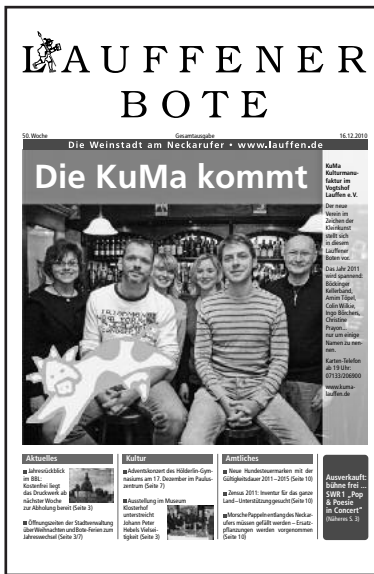 LAUFFENER
BOTE
50. Woche Gesamtausgabe 16.12.2010
Die Weinstadt am Neckarufer • www.lauffen.de
Die KuMa kommt
KuMa
Kulturmanu-
faktur im
Vogtshof
Lauffen e.V.
Der neue
Verein im
Zeichen der
Kleinkunst
stellt sich
in diesem
Lauffener
Boten vor.
Das Jahr 2011
wird spannend:
Böckinger
Kellerband,
Amim Töpel,
Colin Wilkie,
Ingo Börchers,
Christine
Prayon...
nur um einige
Namen zu nen-
nen.
Karten-Telefon
ab 19 Uhr:
07133/206900
www.kuma-
lauffen.de
Aktuelles
■ Jahresrückblick
im BBL:
Kostenfrei liegt
das Druckwerk ab
nächster Woche
zur Abholung bereit (Seite 3)
■ Öffnungszeiten der Stadtverwaltung
über Weihnachten und Bote-Ferien zum
Jahreswechsel (Seite 3/7)
Kultur
■ Adventskonzert des Hölderlin-Gym-
nasiums am 17. Dezember im Paulus-
zentrum (Seite 7)
■ Ausstellung im Museum
Klosterhof
unterstreicht
Johann Peter
Hebels Vielsei-
tigkeit (Seite 3)
Amtliches
■ Neue Hundesteuermarken mit der
Gültigkeitsdauer 2011 – 2015 (Seite 10)
■ Zensus 2011: Inventur für das ganze
Land – Unterstützung gesucht (Seite 10)
■ Morsche Pappeln entlang des Neckar-
ufers müssen gefällt werden – Ersatz-
pflanzungen werden vorgenommen
(Seite 10)
Ausverkauft:
bühne frei ...
SWR1 „Pop
& Poesie
in Concert“
(Näheres S. 3)